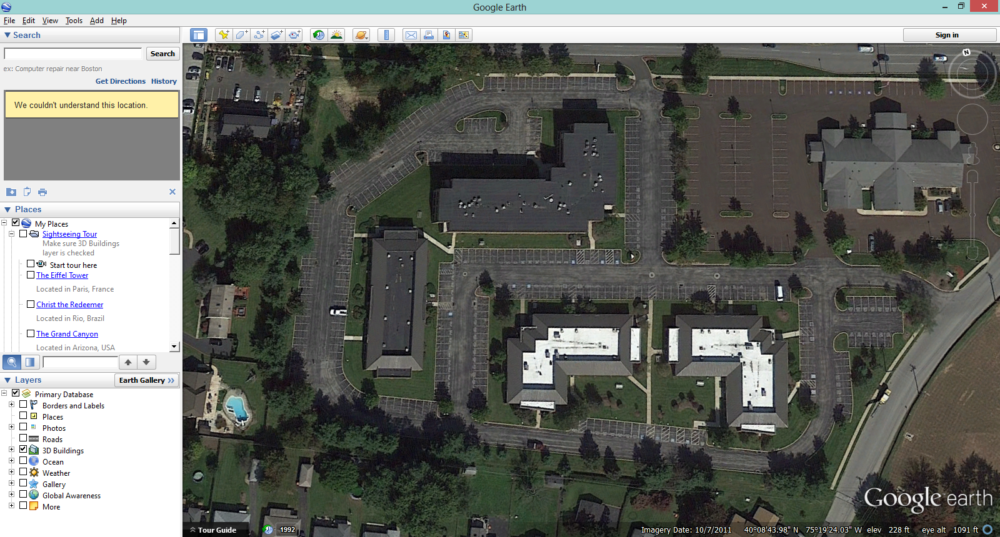 Google Earth
File Edit View Tools Add Help
Search
Sign in
Search
ex: Computer repair near Boston
Get Directions History
We couldn't understand this location.
Places
My Places
Sightseeing Tour
Make sure 3D Buildings
layer is checked
Start tour here
The Eiffel Tower
Located in Paris, France
Christ the Redeemer
Located in Rio, Brazil
The Grand Canyon
Located in Arizona, USA
Layers
Earth Gallery »
Primary Database
Borders and Labels
Places
Photos
Roads
3D Buildings
Ocean
Weather
Gallery
Global Awareness
More
N
Google earth
Tour Guide
1992
Imagery Date: 10/7/2011 40°08'43.98" N 75°19'24.03" W elev 228 ft eye alt 1091 ft